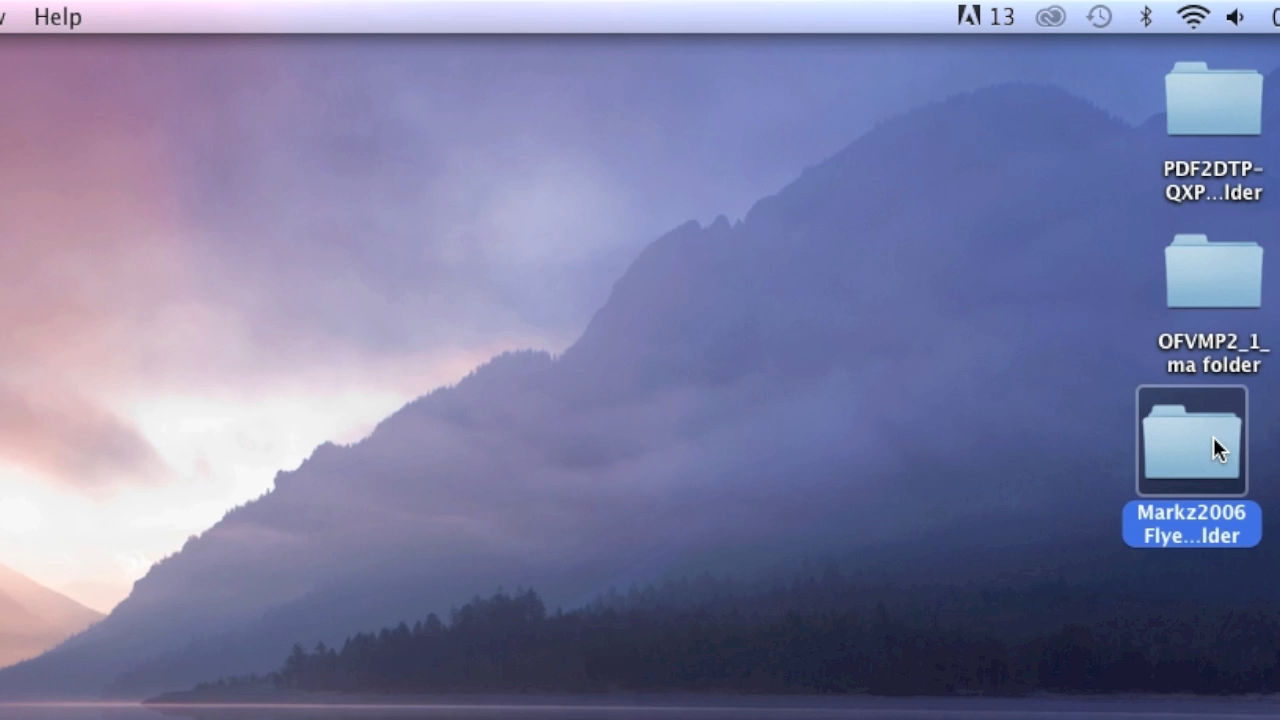 Help
13
PDF2DTP-
QXP...lder
OFVMP2_1_
ma folder
Markz2006
Flye...lder